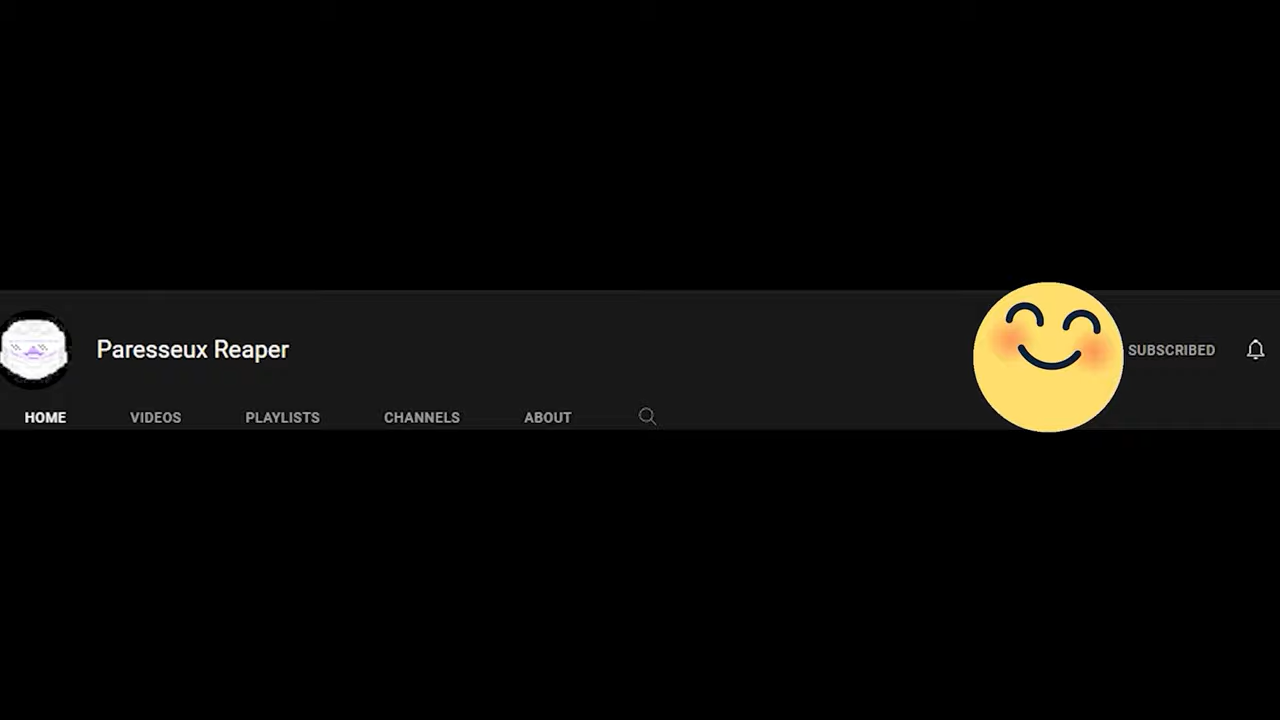 Paresseux Reaper
SUBSCRIBED
HOME VIDEOS PLAYLISTS CHANNELS ABOUT